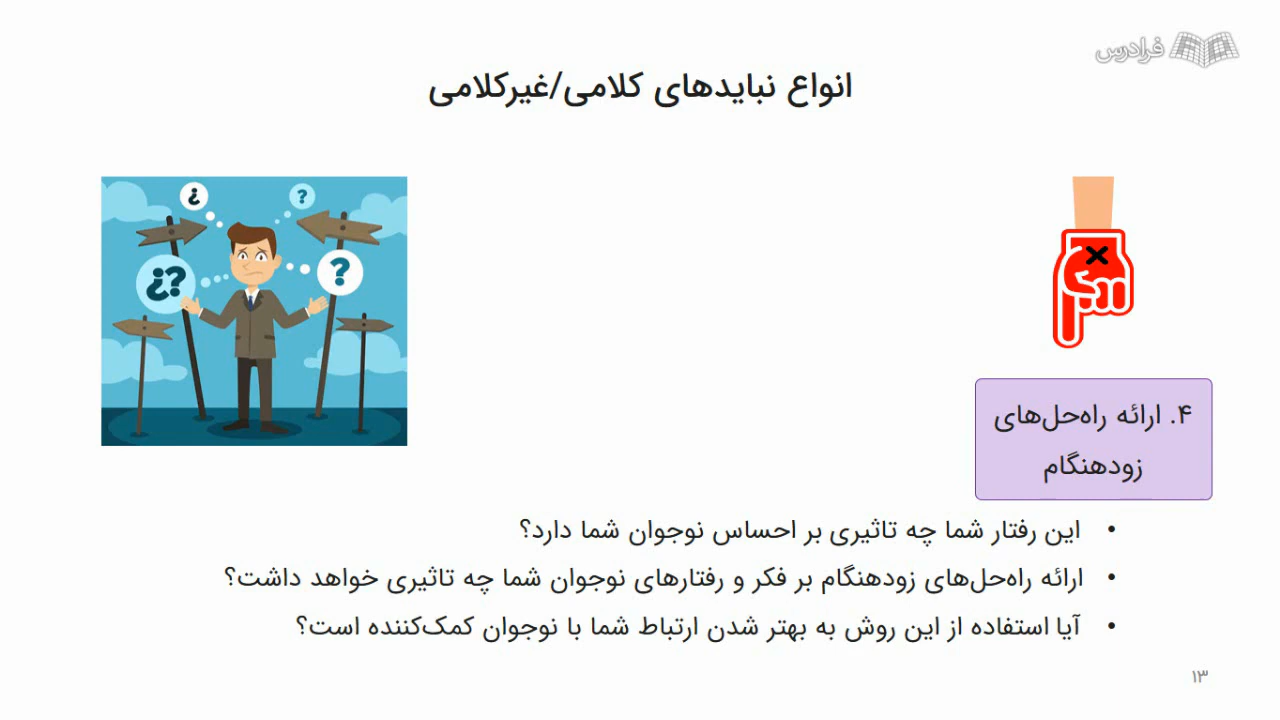 فرادرس
انواع نبایدهای کلامی/غیرکلامی
؟
?
؟?
?
۴. ارائه راه‌حل‌های
زودهنگام
• این رفتار شما چه تاثیری بر احساس نوجوان شما دارد؟
• ارائه راه‌حل‌های زودهنگام بر فکر و رفتارهای نوجوان شما چه تاثیری خواهد داشت؟
• آیا استفاده از این روش به بهتر شدن ارتباط شما با نوجوان کمک‌کننده است؟
۱۳